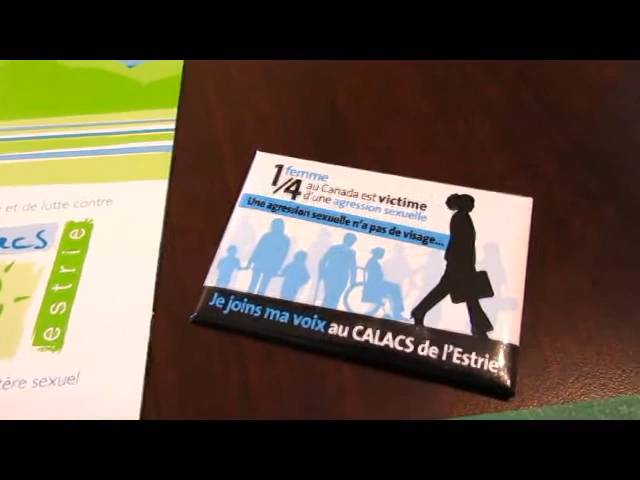 e et de lutte contre
acs
estrie
tère sexuel
1/4 femme
au Canada est victime
d'une agression sexuelle
Une agression sexuelle n'a pas de visage...
Je joins ma voix au CALACS de l'Estrie